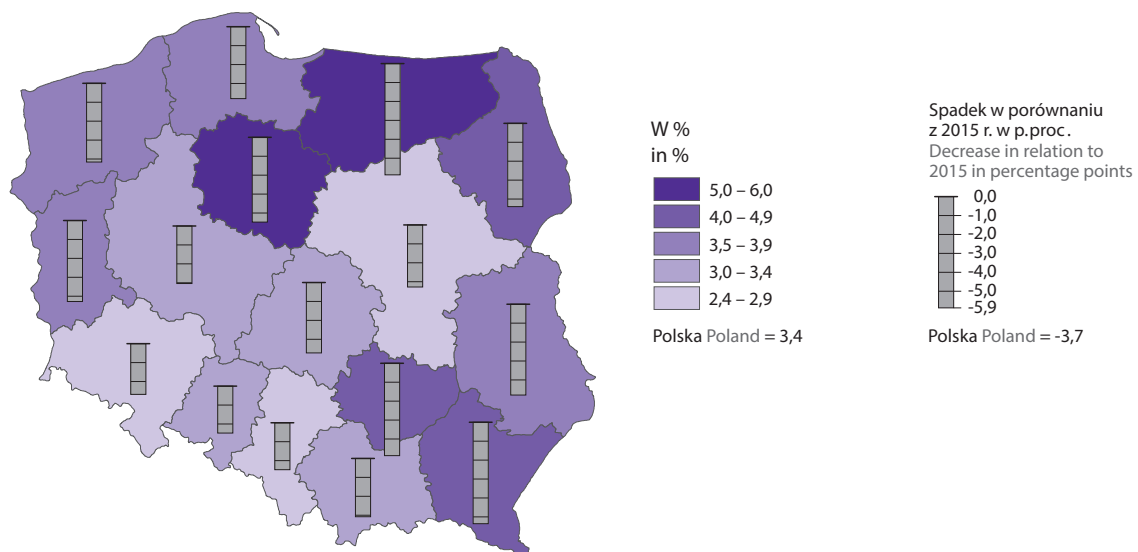 W %
in %
5,0 – 6,0
4,0 – 4,9
3,5 – 3,9
3,0 – 3,4
2,4 – 2,9
Polska Poland = 3,4
Spadek w porównaniu
z 2015 r. w p.proc.
Decrease in relation to
2015 in percentage points
0,0
-1,0
-2,0
-3,0
-4,0
-5,0
-5,9
Polska Poland = -3,7